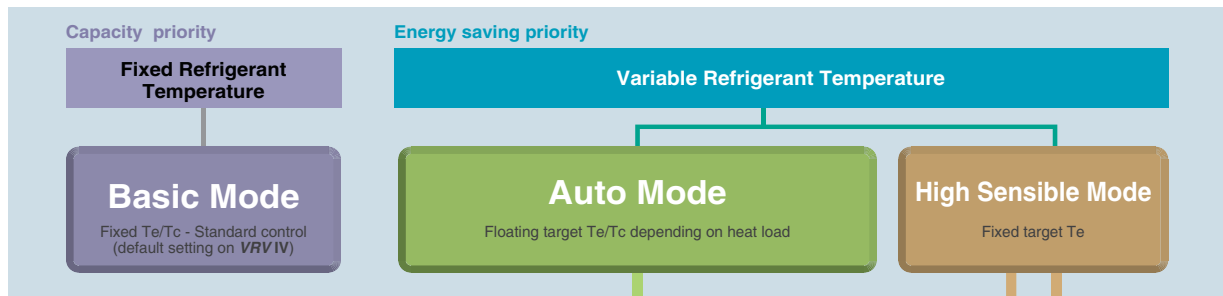 Capacity priority
Fixed Refrigerant
Temperature
Basic Mode
Fixed Te/Tc - Standard control
(default setting on VRV IV)
Energy saving priority
Variable Refrigerant Temperature
Auto Mode
Floating target Te/Tc depending on heat load
High Sensible Mode
Fixed target Te